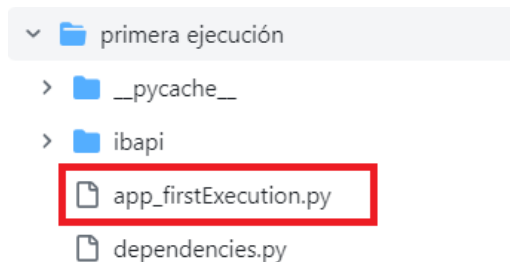 primera ejecución
__pycache__
ibapi
app_firstExecution.py
dependencies.py